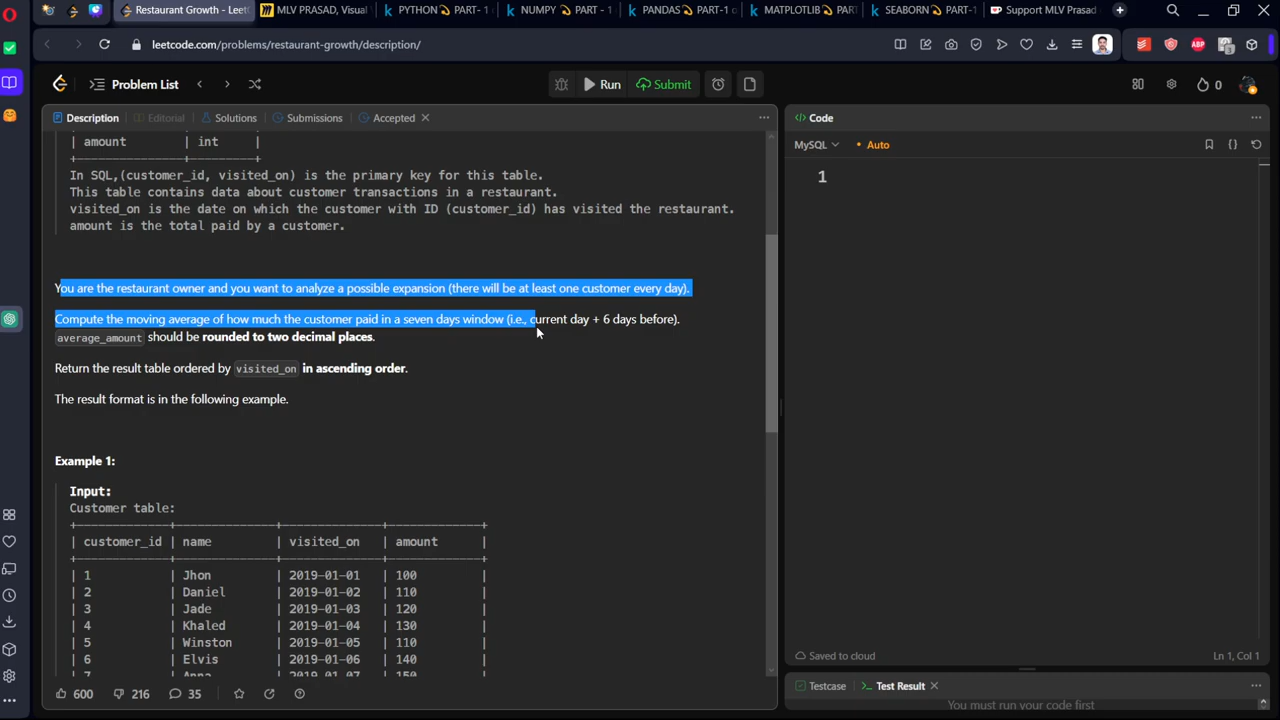 Restaurant Growth - LeetC
MLV PRASAD, Visual
PYTHON PART- 1
NUMPY PART - 1
PANDAS PART-1
MATPLOTLIB PART
SEABORN PART-1
Support MLV Prasad
leetcode.com/problems/restaurant-growth/description/
ABP
Problem List
Run
Submit
0
Description
Editorial
Solutions
Submissions
Accepted
| amount | int |
+---------------+---------+
In SQL,(customer_id, visited_on) is the primary key for this table.
This table contains data about customer transactions in a restaurant.
visited_on is the date on which the customer with ID (customer_id) has visited the restaurant.
amount is the total paid by a customer.
You are the restaurant owner and you want to analyze a possible expansion (there will be at least one customer every day).
Compute the moving average of how much the customer paid in a seven days window (i.e., current day + 6 days before).
average_amount should be rounded to two decimal places.
Return the result table ordered by visited_on in ascending order.
The result format is in the following example.
Example 1:
Input:
Customer table:
+-------------+--------------+--------------+-------------+
| customer_id | name | visited_on | amount |
+-------------+--------------+--------------+-------------+
| 1 | Jhon | 2019-01-01 | 100 |
| 2 | Daniel | 2019-01-02 | 110 |
| 3 | Jade | 2019-01-03 | 120 |
| 4 | Khaled | 2019-01-04 | 130 |
| 5 | Winston | 2019-01-05 | 110 |
| 6 | Elvis | 2019-01-06 | 140 |
| 7 | Anna | 2019-01-07 | 150 |
600
216
35
Code
MySQL
Auto
1
Saved to cloud
Ln 1, Col 1
Testcase
Test Result
You must run your code first